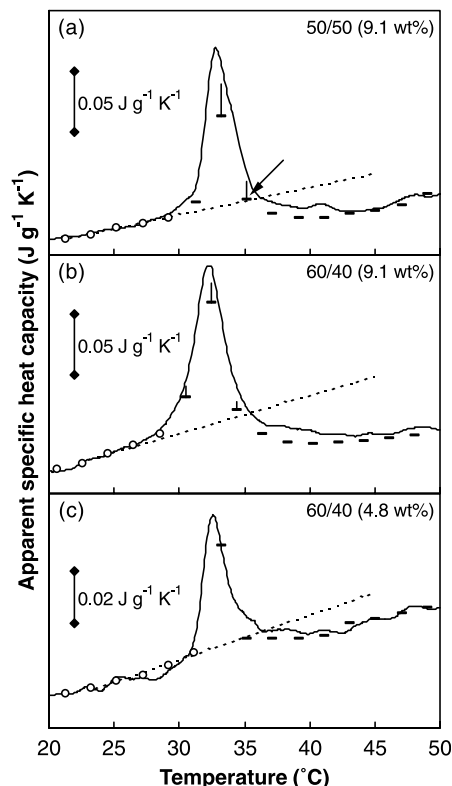 (a)
50/50 (9.1 wt%)
0.05 J g⁻¹ K⁻¹
(b)
60/40 (9.1 wt%)
0.05 J g⁻¹ K⁻¹
(c)
60/40 (4.8 wt%)
0.02 J g⁻¹ K⁻¹
Apparent specific heat capacity (J g⁻¹ K⁻¹)
20 25 30 35 40 45 50
Temperature (˚C)